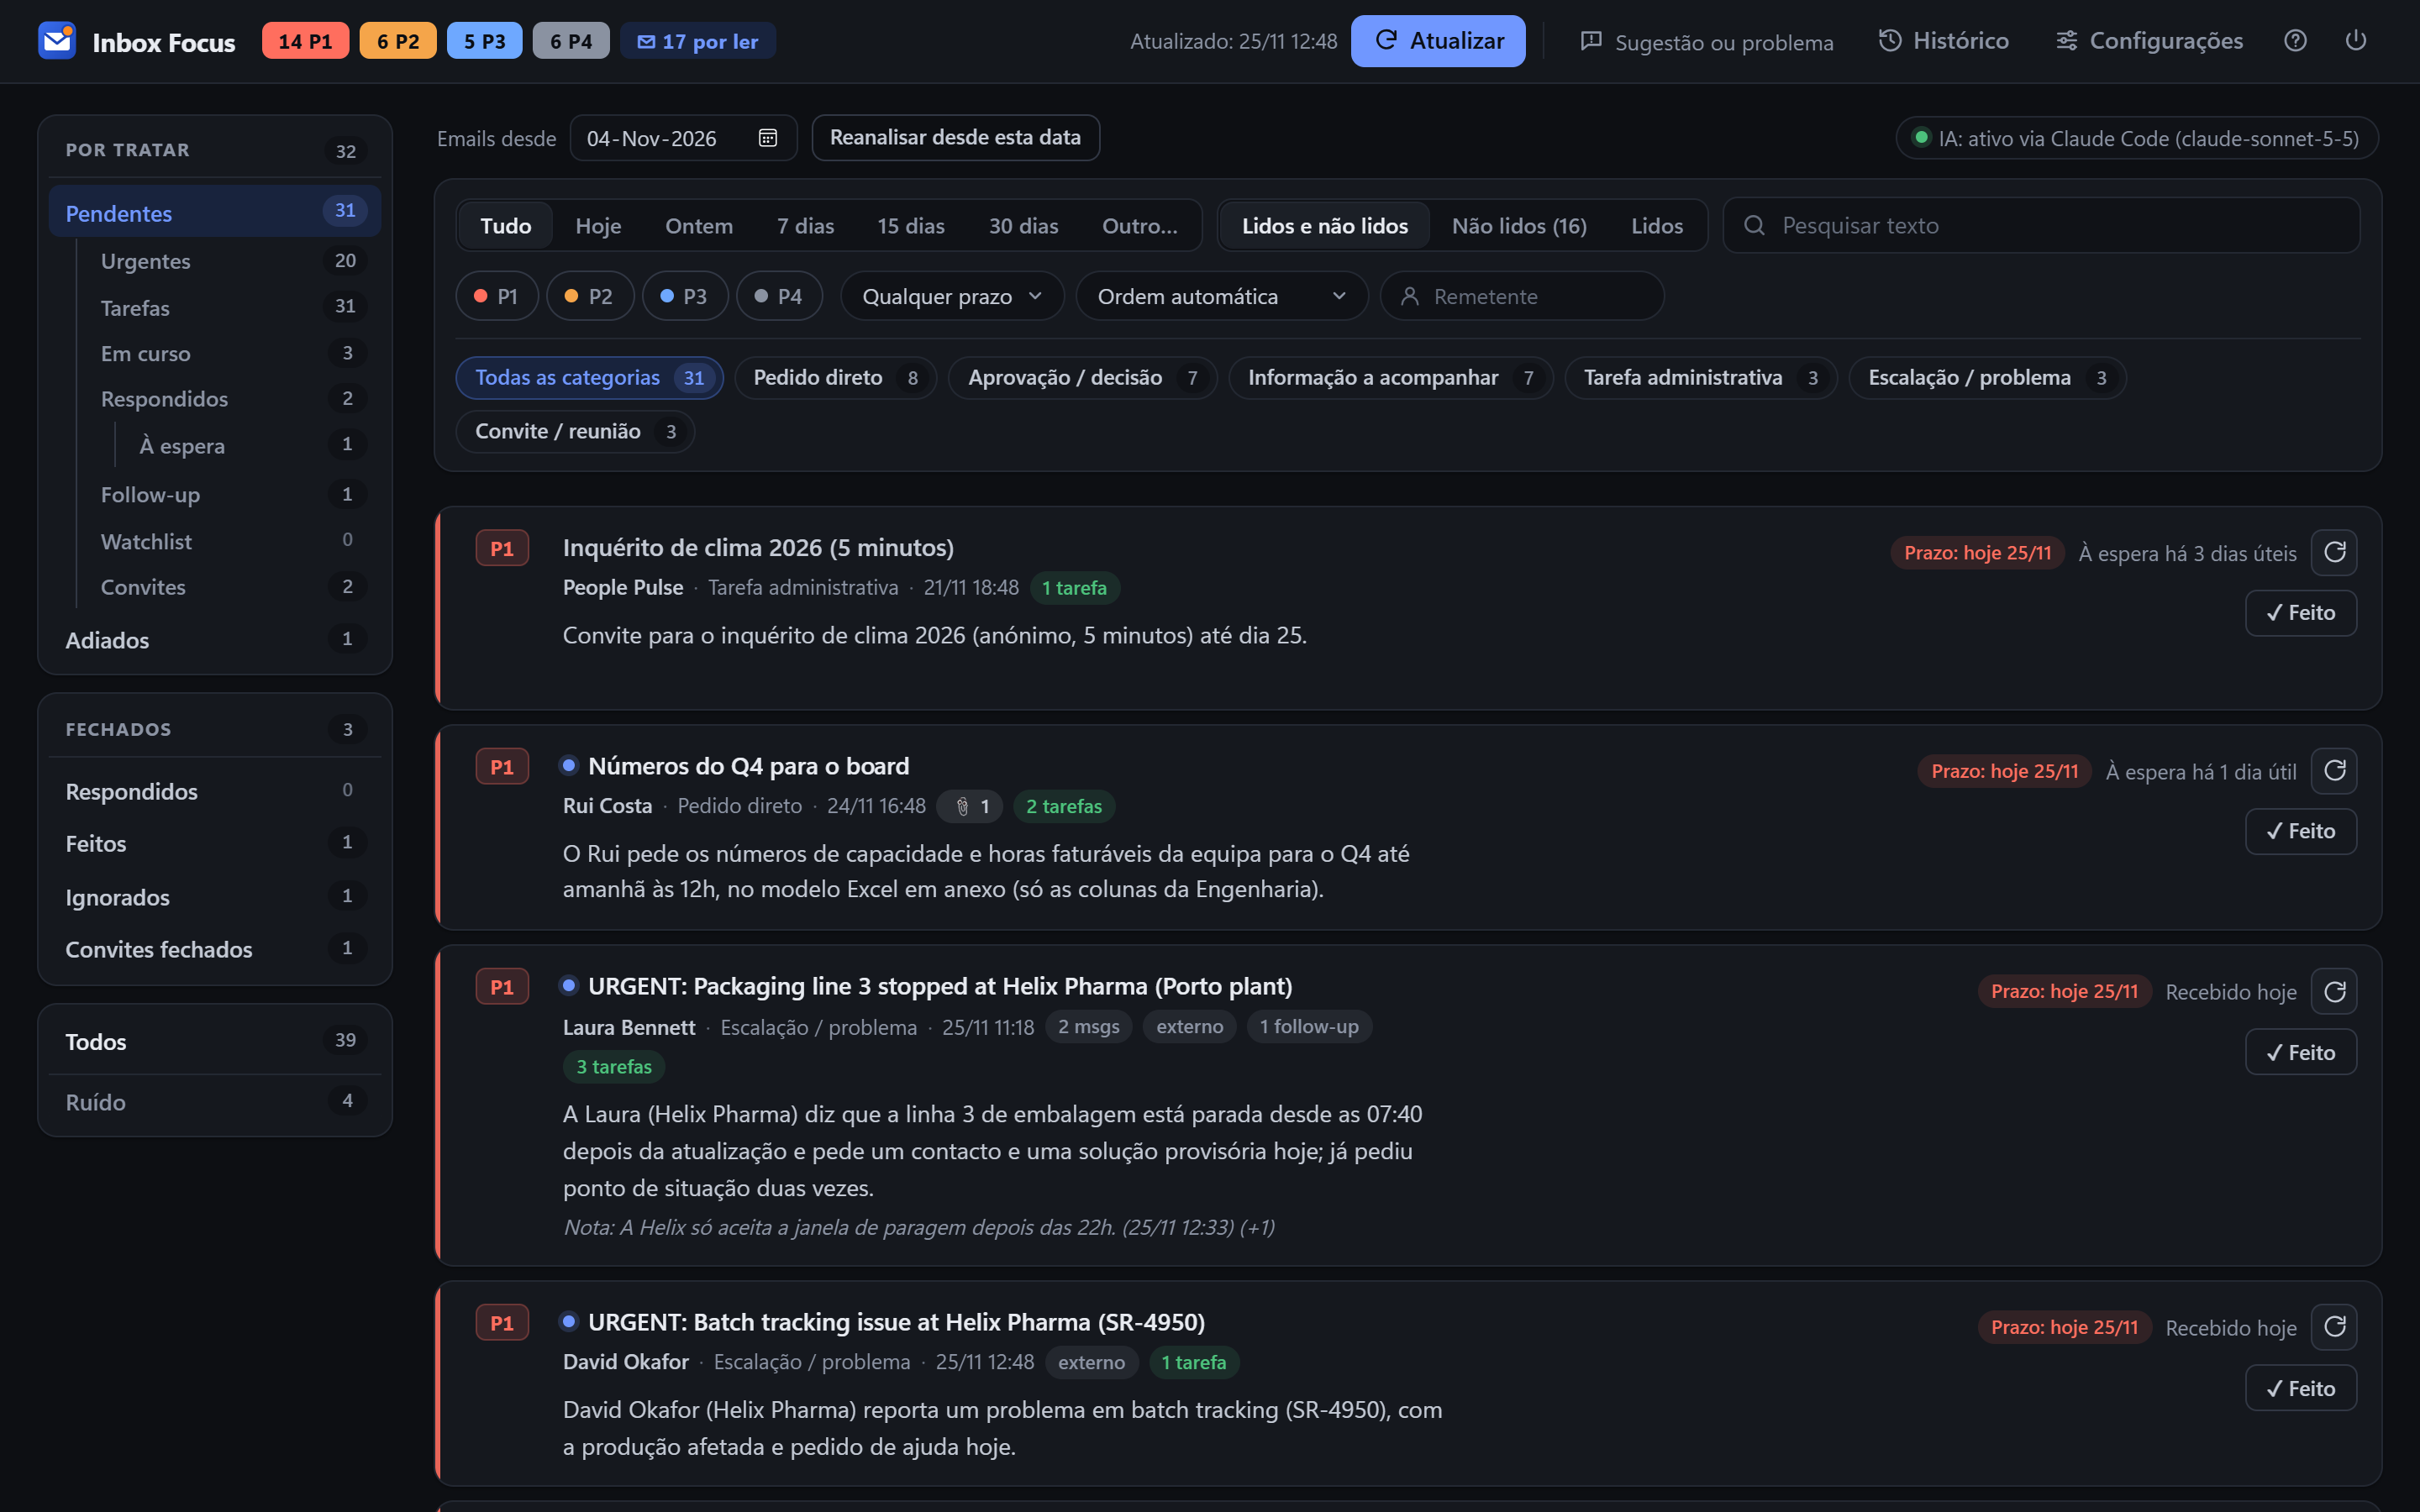 Inbox Focus 14 P1 6 P2 5 P3 6 P4 17 por ler Atualizado: 25/11 12:48 Atualizar Sugestão ou problema Histórico Configurações
POR TRATAR 32
Pendentes 31
Urgentes 20
Tarefas 31
Em curso 3
Respondidos 2
À espera 1
Follow-up 1
Watchlist 0
Convites 2
Adiados 1
FECHADOS 3
Respondidos 0
Feitos 1
Ignorados 1
Convites fechados 1
Todos 39
Ruído 4
Emails desde 04-Nov-2026 Reanalisar desde esta data IA: ativo via Claude Code (claude-sonnet-5-5)
Tudo Hoje Ontem 7 dias 15 dias 30 dias Outro... Lidos e não lidos Não lidos (16) Lidos Pesquisar texto
P1 P2 P3 P4 Qualquer prazo Ordem automática Remetente
Todas as categorias 31 Pedido direto 8 Aprovação / decisão 7 Informação a acompanhar 7 Tarefa administrativa 3 Escalação / problema 3
Convite / reunião 3
P1 Inquérito de clima 2026 (5 minutos) Prazo: hoje 25/11 À espera há 3 dias úteis
People Pulse · Tarefa administrativa · 21/11 18:48 1 tarefa
✓ Feito
Convite para o inquérito de clima 2026 (anónimo, 5 minutos) até dia 25.
P1 Números do Q4 para o board Prazo: hoje 25/11 À espera há 1 dia útil
Rui Costa · Pedido direto · 24/11 16:48 1 2 tarefas
✓ Feito
O Rui pede os números de capacidade e horas faturáveis da equipa para o Q4 até
amanhã às 12h, no modelo Excel em anexo (só as colunas da Engenharia).
P1 URGENT: Packaging line 3 stopped at Helix Pharma (Porto plant) Prazo: hoje 25/11 Recebido hoje
Laura Bennett · Escalação / problema · 25/11 11:18 2 msgs externo 1 follow-up
✓ Feito
3 tarefas
A Laura (Helix Pharma) diz que a linha 3 de embalagem está parada desde as 07:40
depois da atualização e pede um contacto e uma solução provisória hoje; já pediu
ponto de situação duas vezes.
Nota: A Helix só aceita a janela de paragem depois das 22h. (25/11 12:33) (+1)
P1 URGENT: Batch tracking issue at Helix Pharma (SR-4950) Prazo: hoje 25/11 Recebido hoje
David Okafor · Escalação / problema · 25/11 12:48 externo 1 tarefa
✓ Feito
David Okafor (Helix Pharma) reporta um problema em batch tracking (SR-4950), com
a produção afetada e pedido de ajuda hoje.